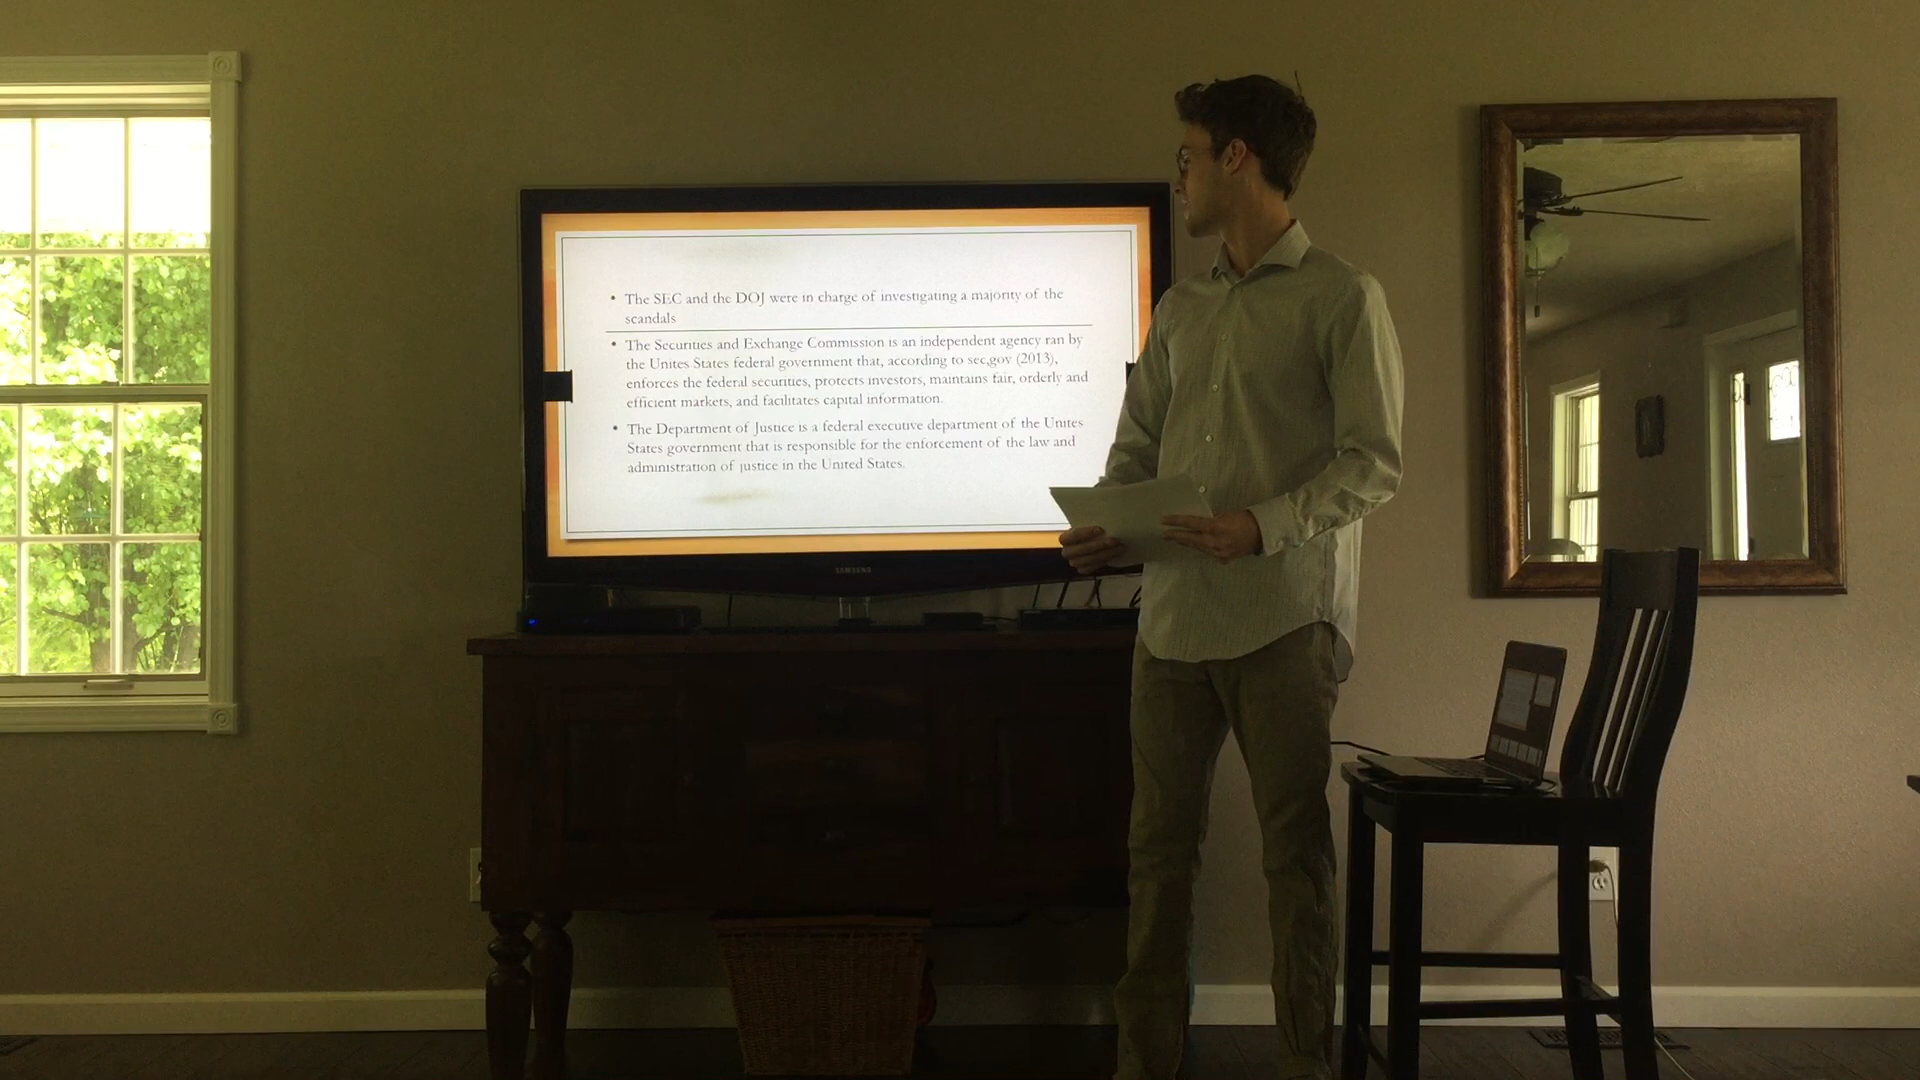 • The SEC and the DOJ were in charge of investigating a majority of the
scandals
• The Securities and Exchange Commission is an independent agency ran by
the Unites States federal government that, according to sec,gov (2013),
enforces the federal securities, protects investors, maintains fair, orderly and
efficient markets, and facilitates capital information.
• The Department of Justice is a federal executive department of the Unites
States government that is responsible for the enforcement of the law and
administration of justice in the United States.
SAMSUNG